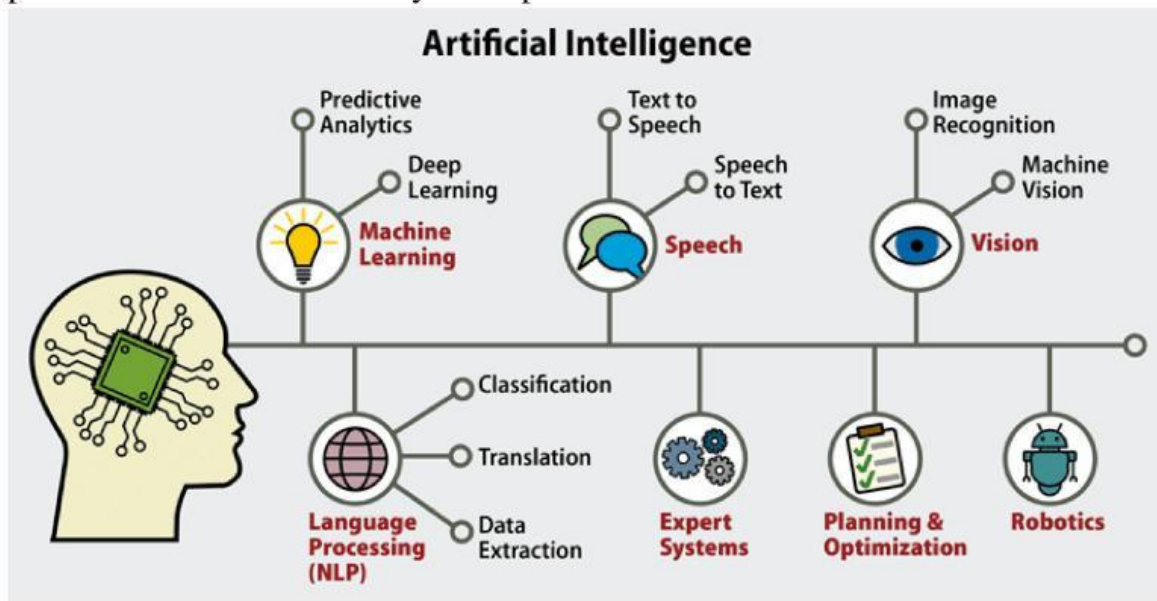 Artificial Intelligence
Predictive
Analytics
Deep
Learning
Machine
Learning
Text to
Speech
Speech
to Text
Speech
Image
Recognition
Machine
Vision
Vision
Classification
Translation
Data
Extraction
Language
Processing
(NLP)
Expert
Systems
Planning &
Optimization
Robotics